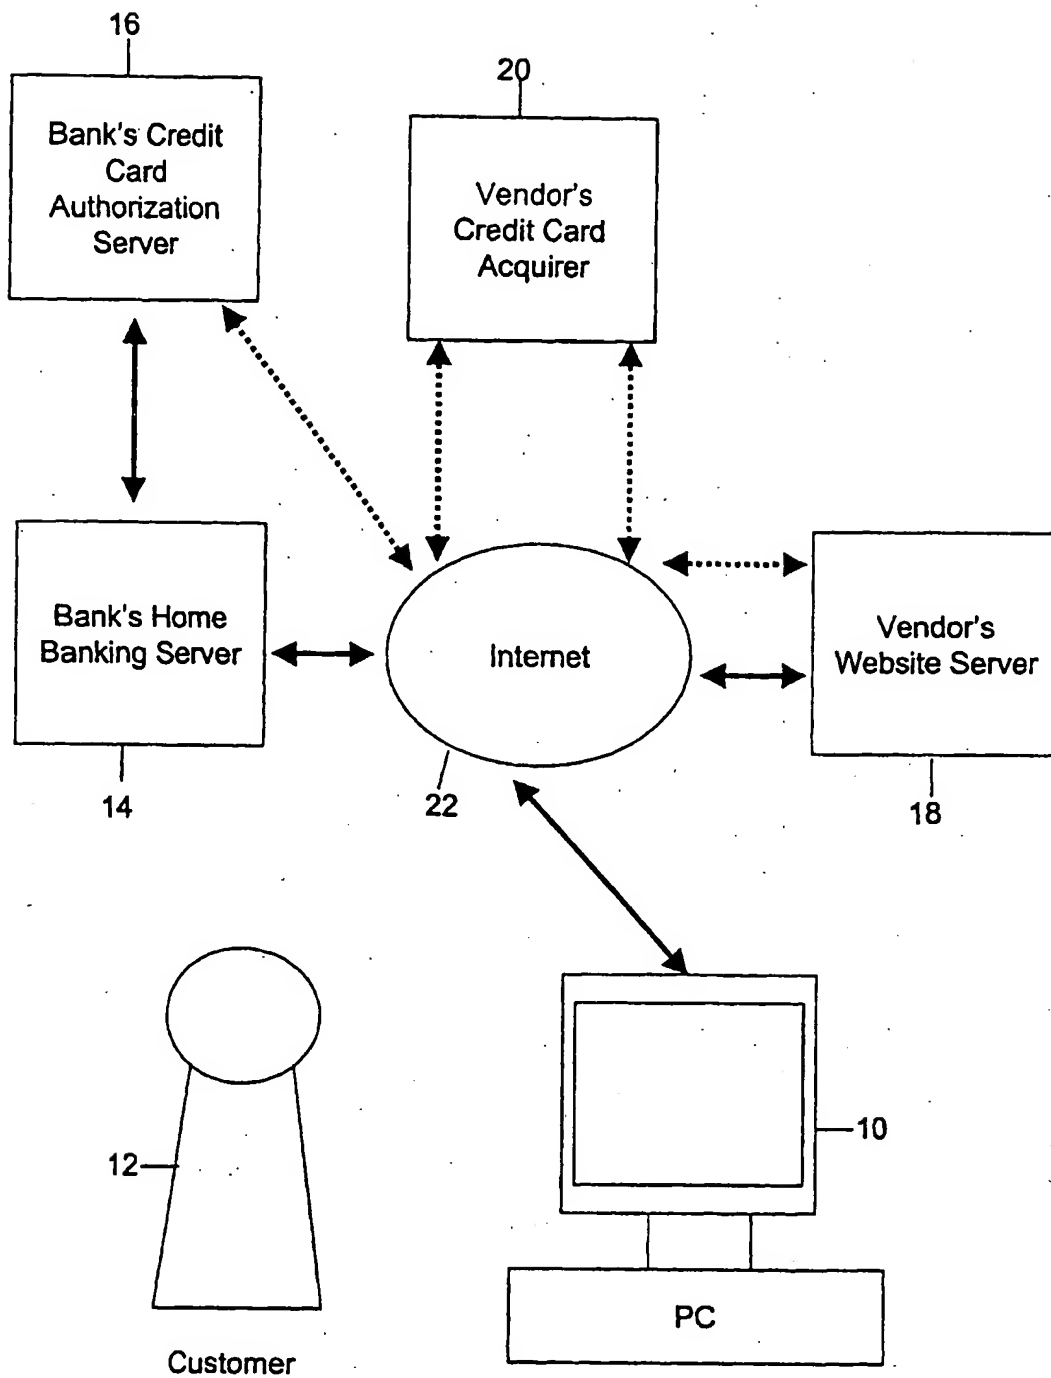 16
20
Bank's Credit
Card
Authorization
Server
Vendor's
Credit Card
Acquirer
Bank's Home
Banking Server
Internet
Vendor's
Website Server
14
22
18
12
10
PC
Customer